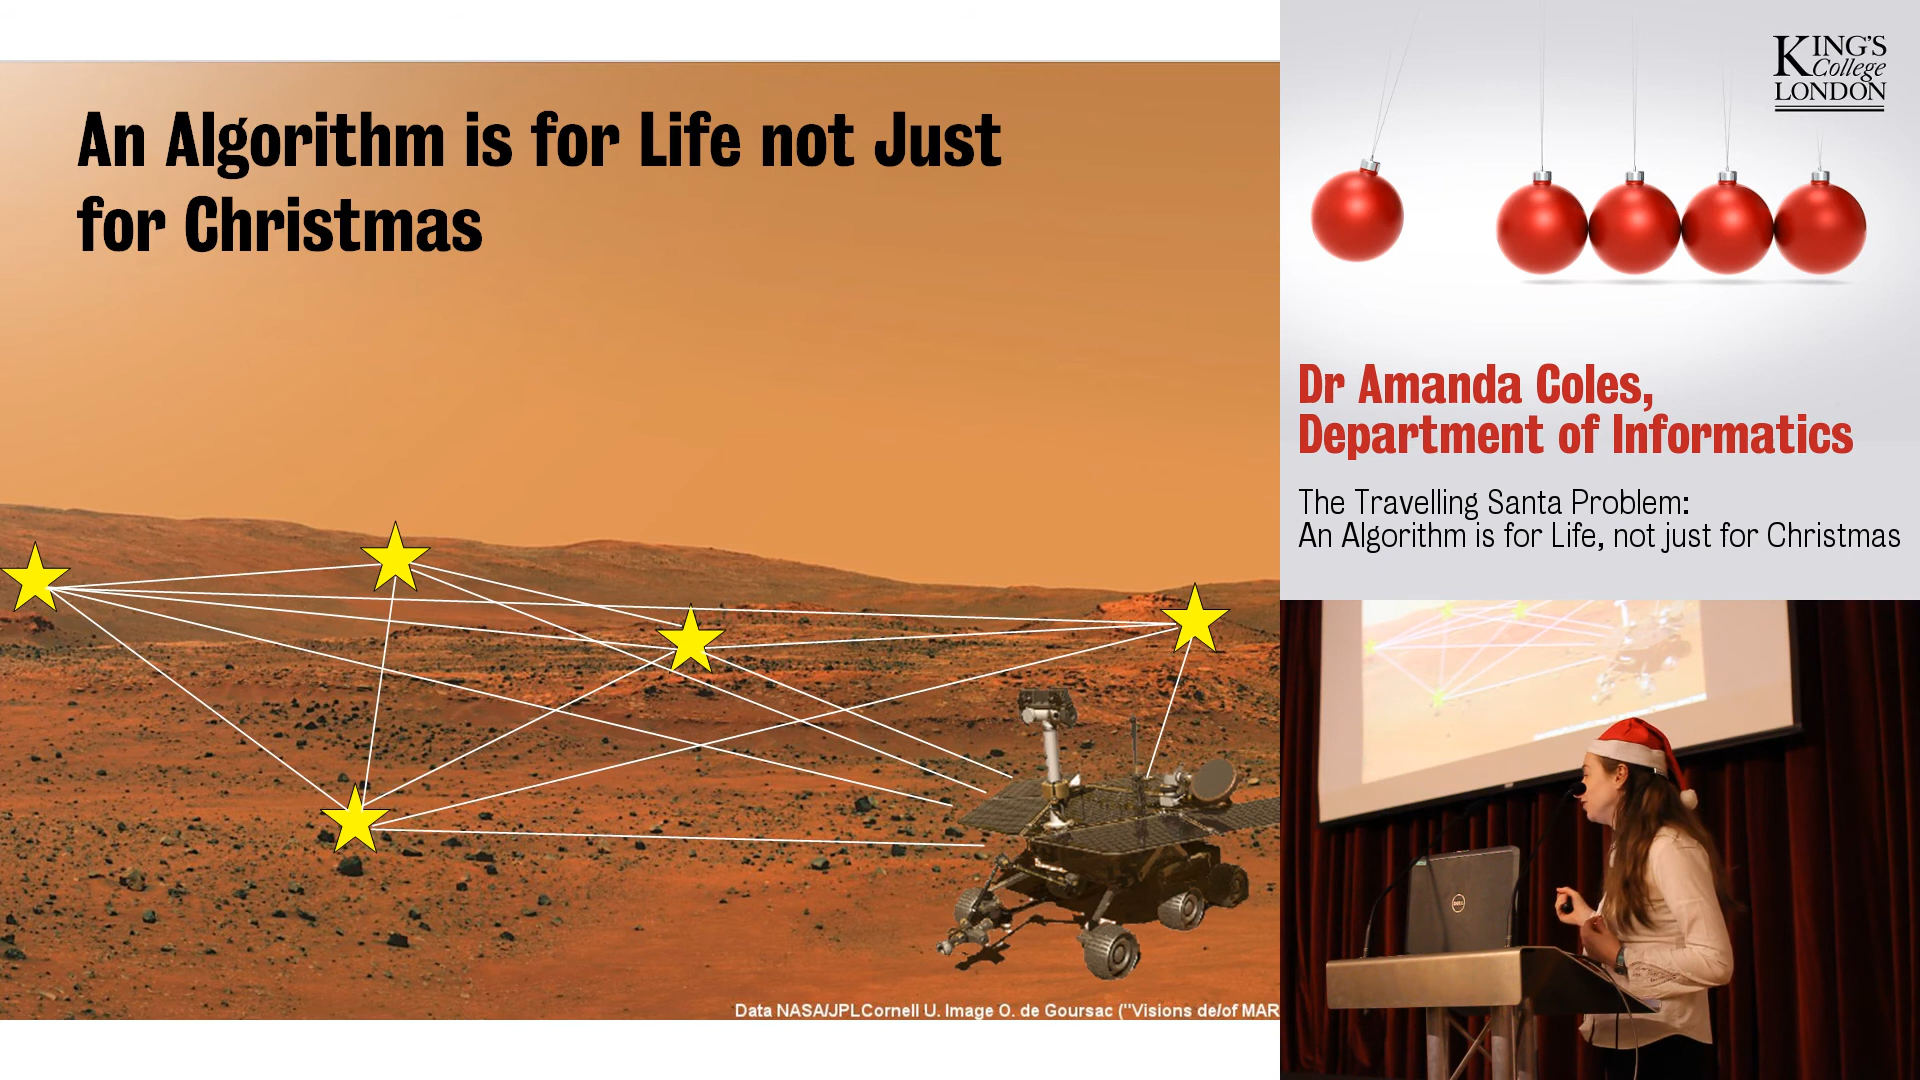 An Algorithm is for Life not Just
for Christmas
Data NASA/JPLCornell U. Image O. de Goursac ("Visions de/of MAR
KING'S
College
LONDON
Dr Amanda Coles,
Department of Informatics
The Travelling Santa Problem:
An Algorithm is for Life, not just for Christmas
DELL